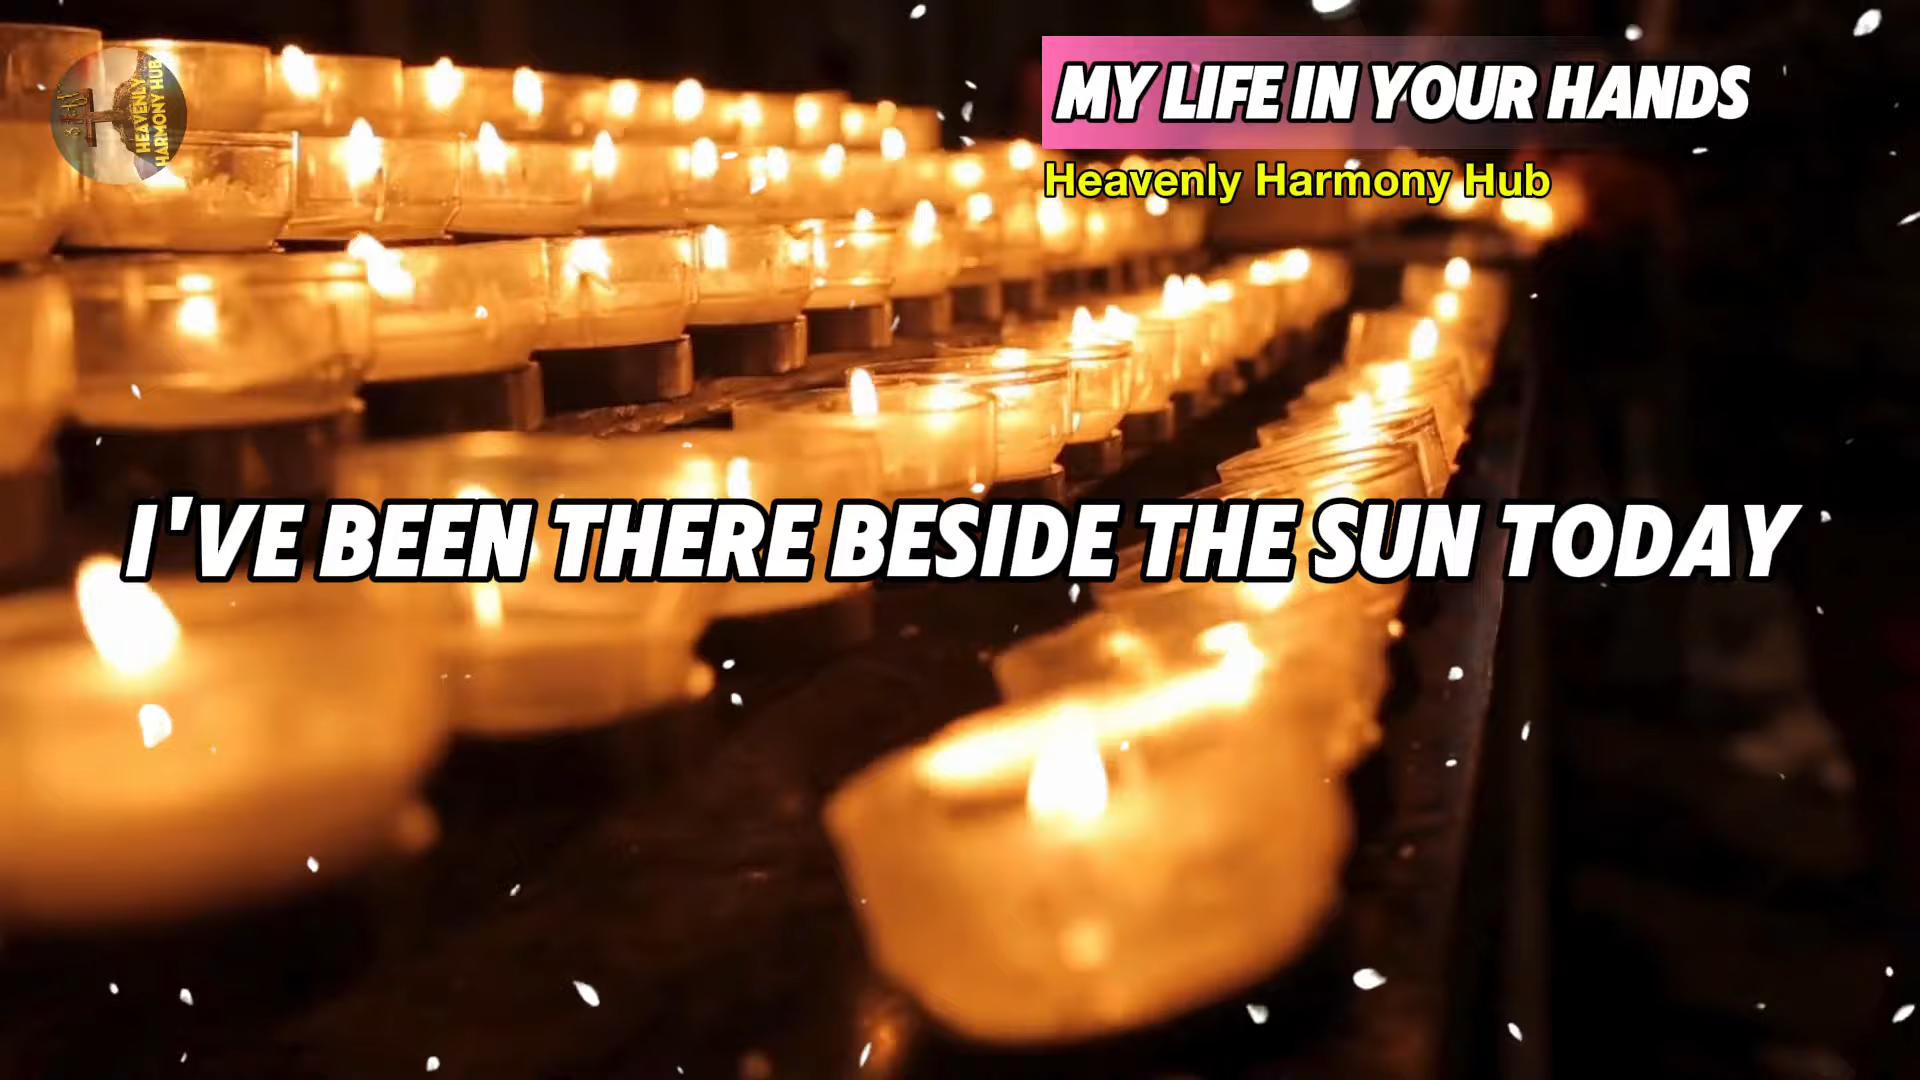 MY LIFE IN YOUR HANDS
Heavenly Harmony Hub
HEAVENLY
HARMONY HUB
I'VE BEEN THERE BESIDE THE SUN TODAY